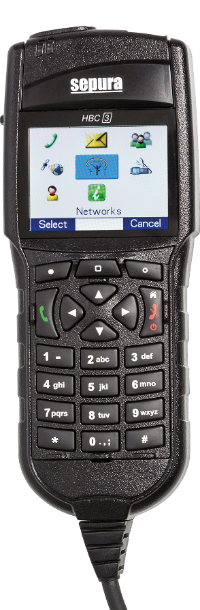 sepura
HBC 3
Networks
Select Cancel
1 - 2 abc 3 def
4 ghi 5 jkl 6 mno
7 pqrs 8 tuv 9 wxyz
* 0 .,: #